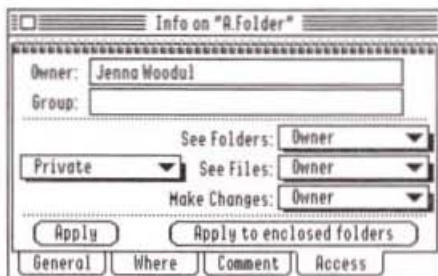 Info on "A.Folder"
Owner: Jenna Woodul
Group:
See Folders: Owner
Private See Files: Owner
Make Changes: Owner
Apply Apply to enclosed folders
General Where Comment Access